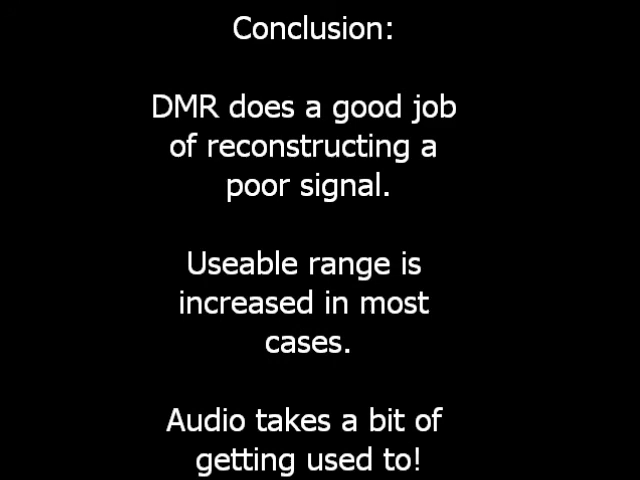 Conclusion:
DMR does a good job
of reconstructing a
poor signal.
Useable range is
increased in most
cases.
Audio takes a bit of
getting used to!